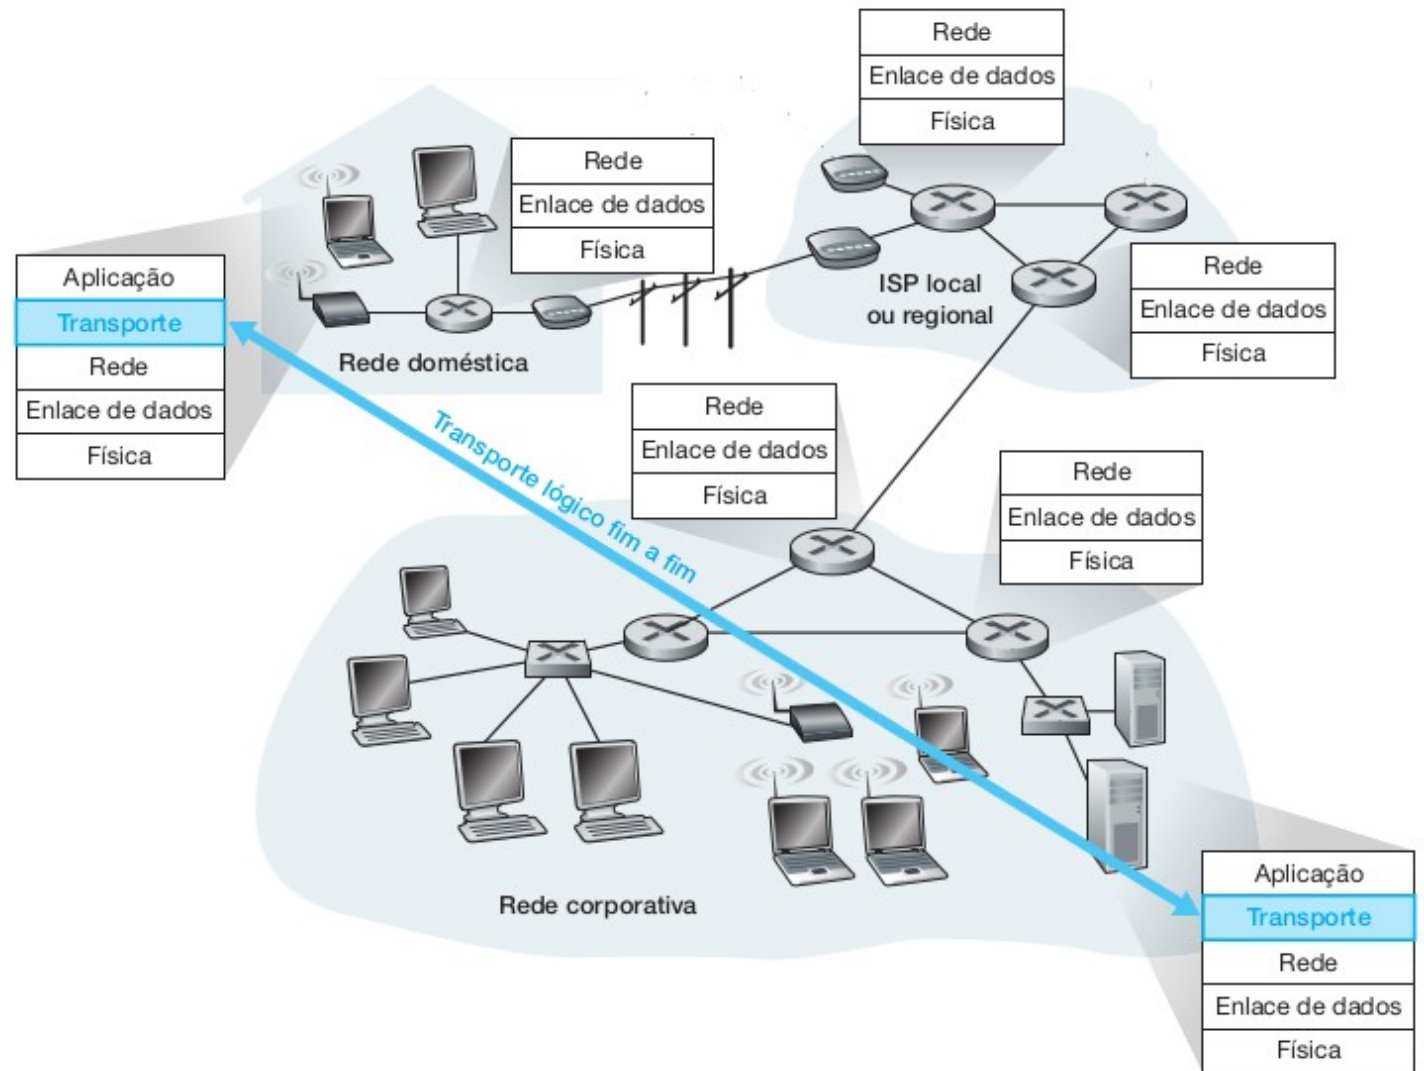 Rede
Enlace de dados
Física
Rede
Enlace de dados
Física
ISP local
ou regional
Rede
Enlace de dados
Física
Aplicação
Transporte
Rede
Enlace de dados
Física
Rede doméstica
Transporte lógico fim a fim
Rede
Enlace de dados
Física
Rede
Enlace de dados
Física
Rede corporativa
Aplicação
Transporte
Rede
Enlace de dados
Física